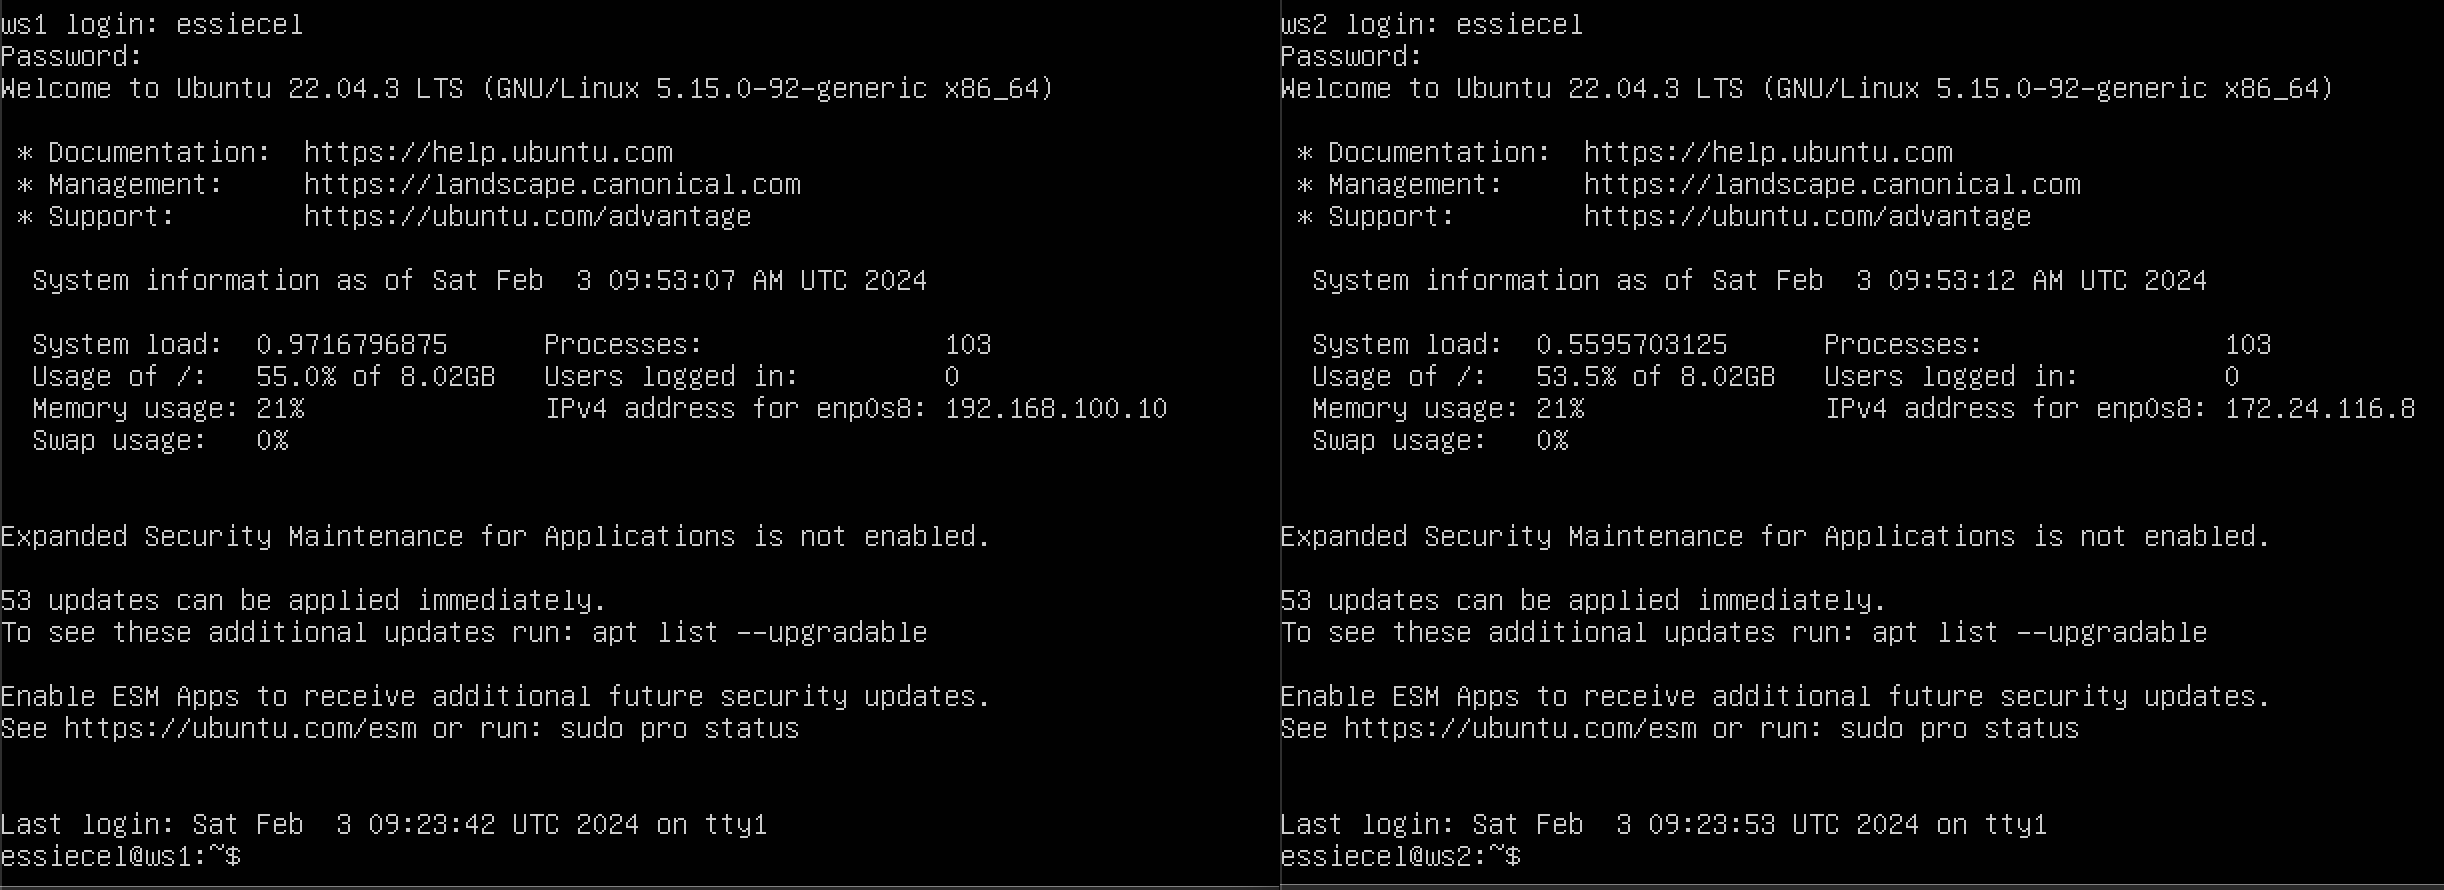 ws1 login: essiecel
Password:
Welcome to Ubuntu 22.04.3 LTS (GNU/Linux 5.15.0-92-generic x86_64)
* Documentation:  https://help.ubuntu.com
* Management:     https://landscape.canonical.com
* Support:        https://ubuntu.com/advantage
System information as of Sat Feb  3 09:53:07 AM UTC 2024
System load:  0.9716796875      Processes:               103
Usage of /:   55.0% of 8.02GB   Users logged in:         0
Memory usage: 21%               IPv4 address for enp0s8: 192.168.100.10
Swap usage:   0%
Expanded Security Maintenance for Applications is not enabled.
53 updates can be applied immediately.
To see these additional updates run: apt list --upgradable
Enable ESM Apps to receive additional future security updates.
See https://ubuntu.com/esm or run: sudo pro status
Last login: Sat Feb  3 09:23:42 UTC 2024 on tty1
essiecel@ws1:~$
ws2 login: essiecel
Password:
Welcome to Ubuntu 22.04.3 LTS (GNU/Linux 5.15.0-92-generic x86_64)
* Documentation:  https://help.ubuntu.com
* Management:     https://landscape.canonical.com
* Support:        https://ubuntu.com/advantage
System information as of Sat Feb  3 09:53:12 AM UTC 2024
System load:  0.5595703125      Processes:               103
Usage of /:   53.5% of 8.02GB   Users logged in:         0
Memory usage: 21%               IPv4 address for enp0s8: 172.24.116.8
Swap usage:   0%
Expanded Security Maintenance for Applications is not enabled.
53 updates can be applied immediately.
To see these additional updates run: apt list --upgradable
Enable ESM Apps to receive additional future security updates.
See https://ubuntu.com/esm or run: sudo pro status
Last login: Sat Feb  3 09:23:53 UTC 2024 on tty1
essiecel@ws2:~$